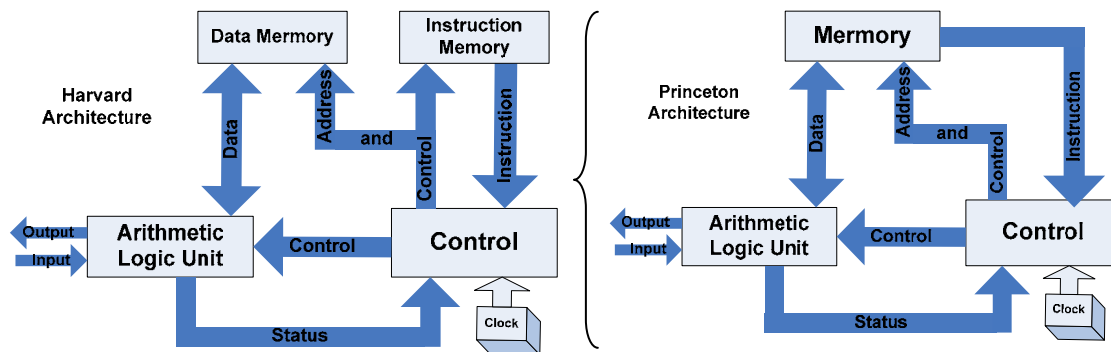 Data Mermory
Instruction
Memory
Harvard
Architecture
Data
Address
and
Control
Instruction
Output
Input
Arithmetic
Logic Unit
Control
Control
Status
Clock
Mermory
Princeton
Architecture
Data
Address
and
Control
Instruction
Output
Input
Arithmetic
Logic Unit
Control
Control
Status
Clock